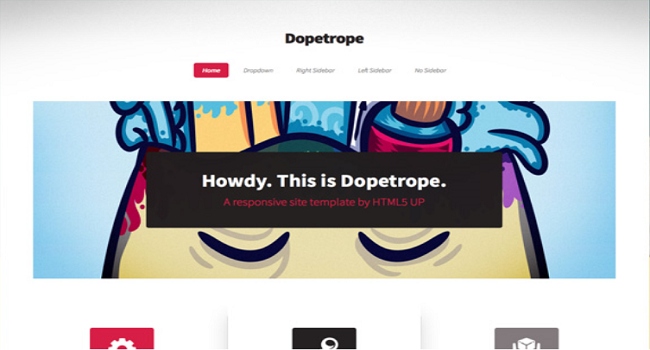 Dopetrope
Home Dropdown Right Sidebar Left Sidebar No Sidebar
Howdy. This is Dopetrope.
A responsive site template by HTML5 UP